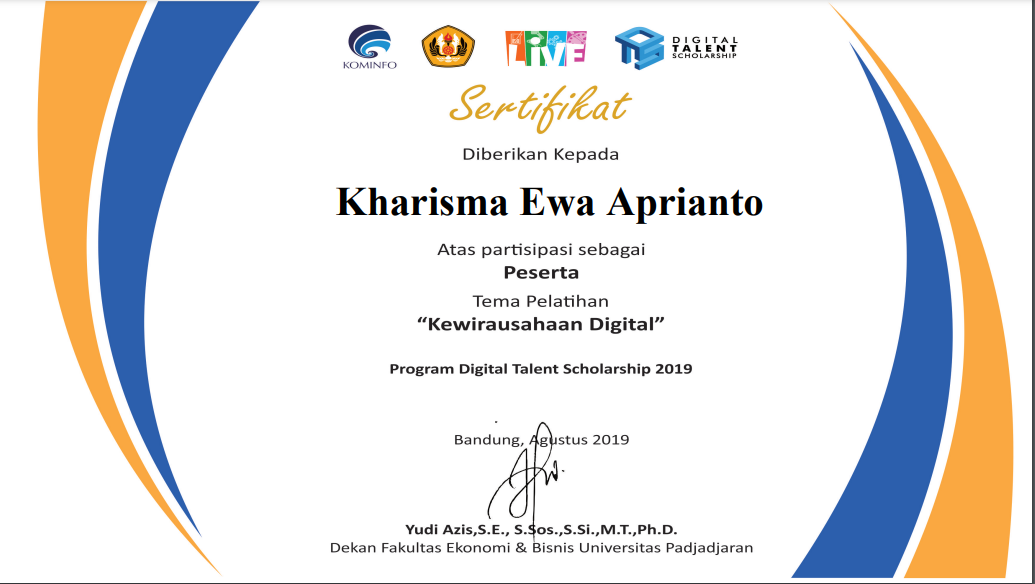 KOMINFO
LIVE
DIGITAL
TALENT
SCHOLARSHIP
Sertifikat
Diberikan Kepada
Kharisma Ewa Aprianto
Atas partisipasi sebagai
Peserta
Tema Pelatihan
“Kewirausahaan Digital”
Program Digital Talent Scholarship 2019
Bandung, Agustus 2019
Yudi Azis,S.E., S.Sos.,S.Si.,M.T.,Ph.D.
Dekan Fakultas Ekonomi & Bisnis Universitas Padjadjaran